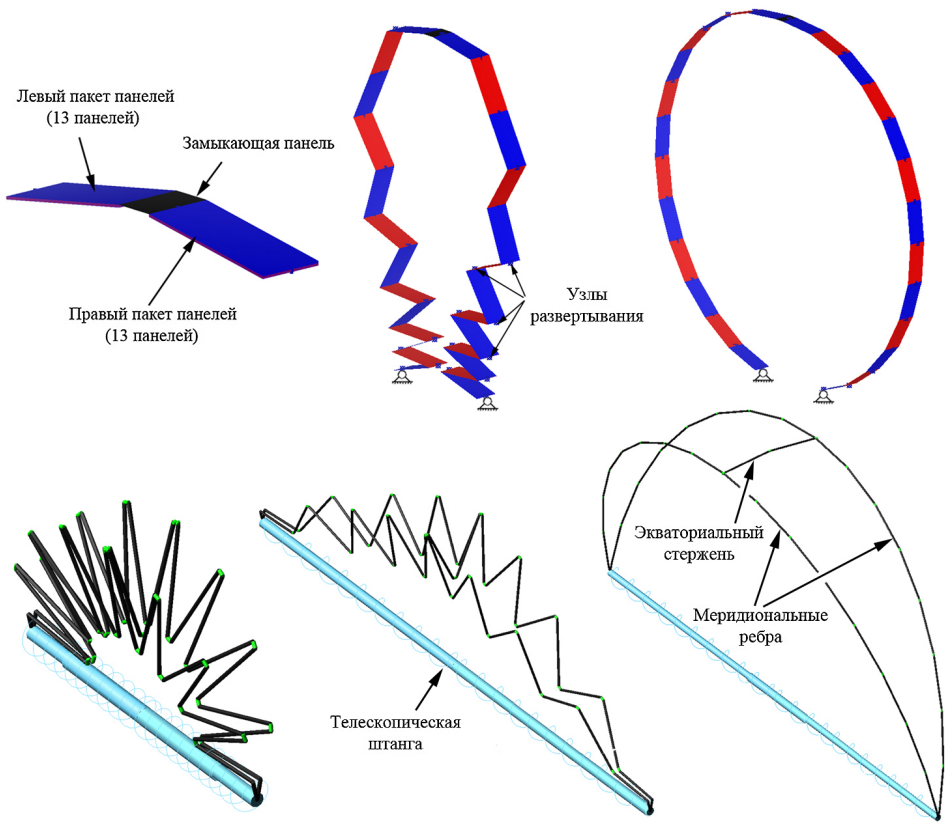 Левый пакет панелей
(13 панелей)
Замыкающая панель
Правый пакет панелей
(13 панелей)
Узлы
развертывания
Экваториальный
стержень
Меридиональные
ребра
Телескопическая
штанга